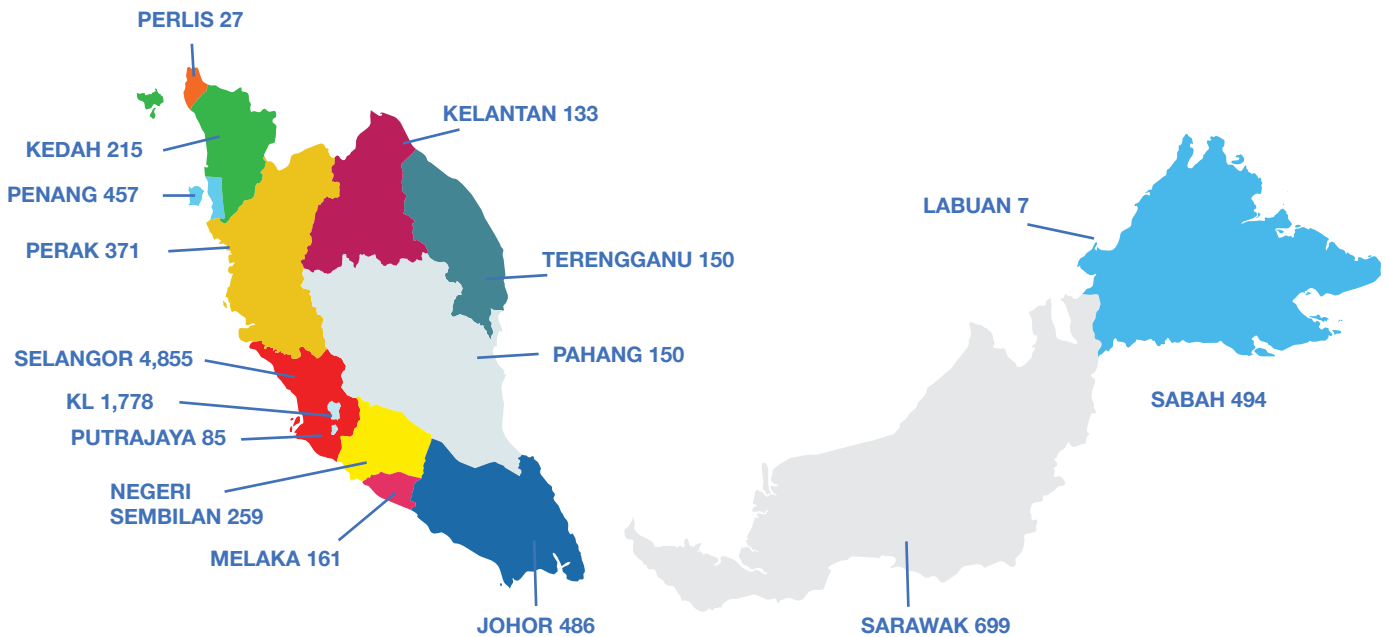 PERLIS 27
KELANTAN 133
KEDAH 215
PENANG 457
LABUAN 7
PERAK 371
TERENGGANU 150
SELANGOR 4,855
PAHANG 150
KL 1,778
SABAH 494
PUTRAJAYA 85
NEGERI
SEMBILAN 259
MELAKA 161
JOHOR 486
SARAWAK 699